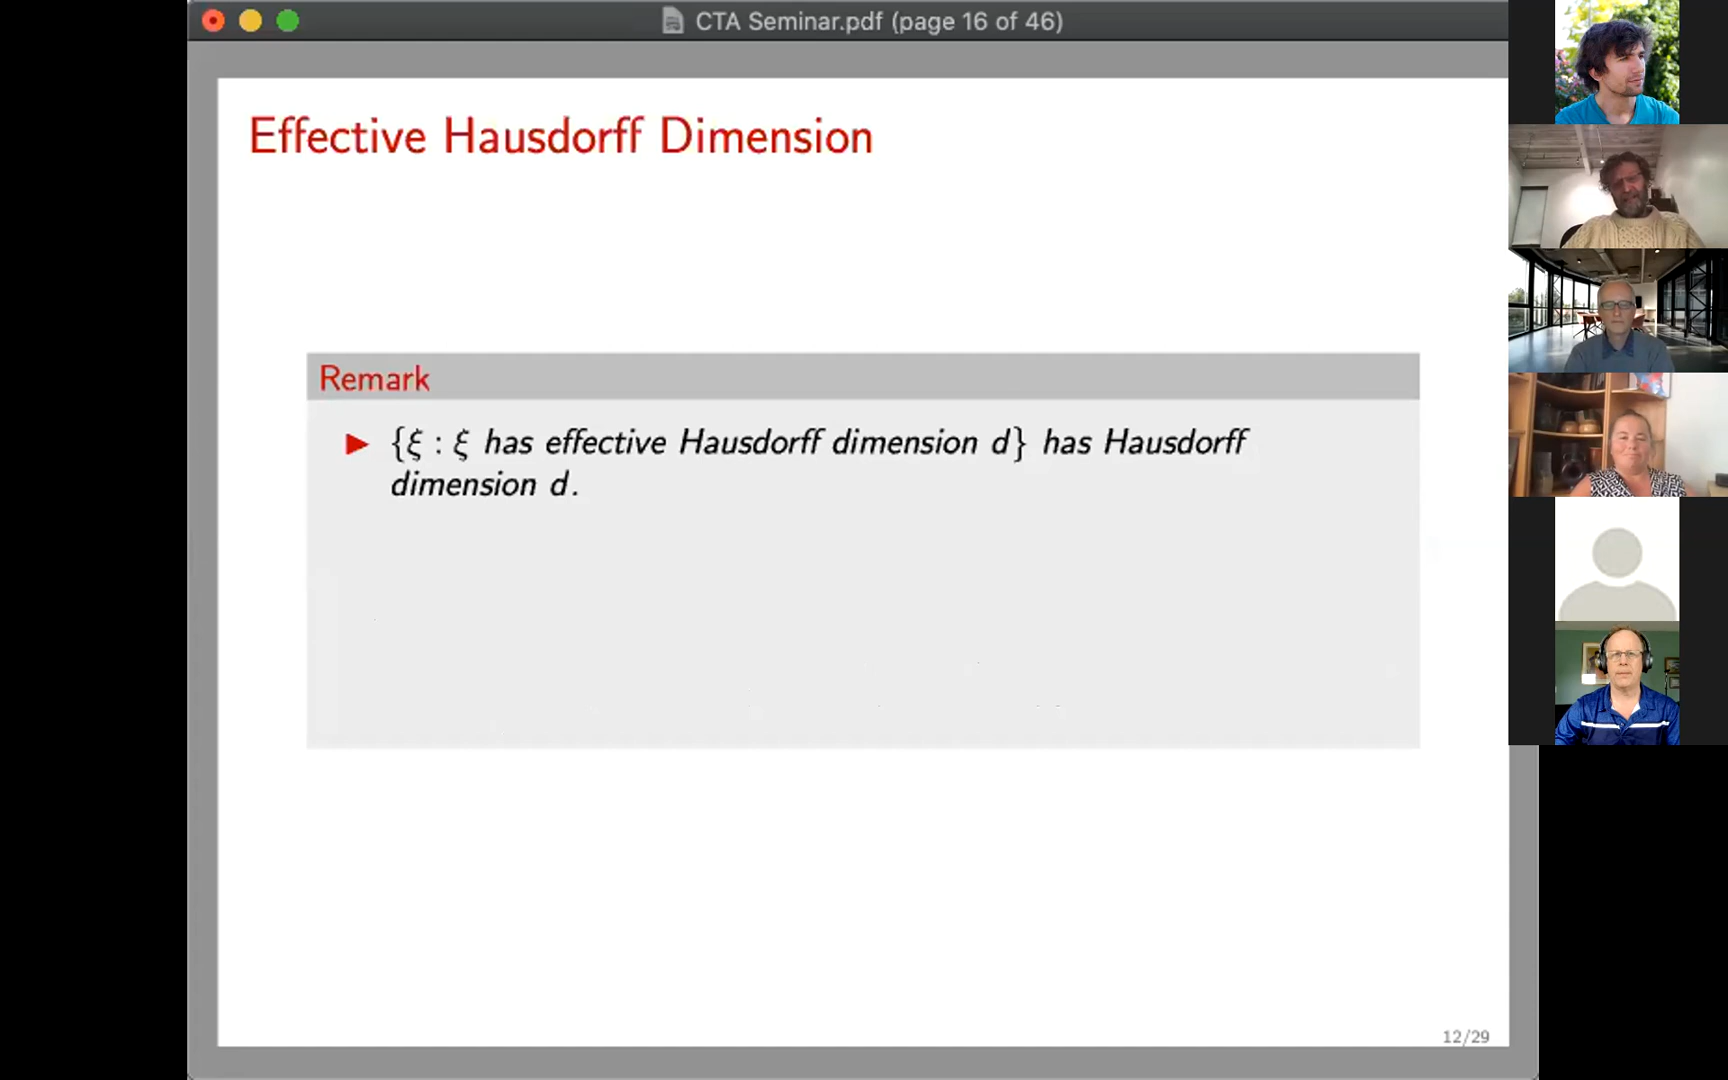 CTA Seminar.pdf (page 16 of 46)
Effective Hausdorff Dimension
Remark
{ξ : ξ has effective Hausdorff dimension d} has Hausdorff
dimension d.
12/29